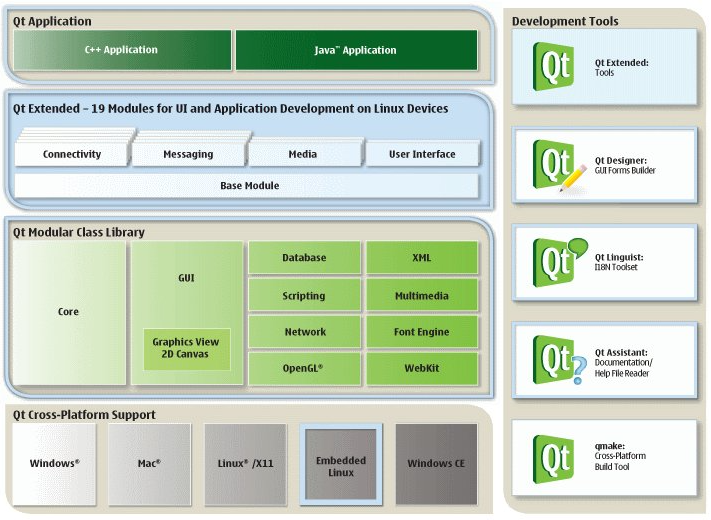 Qt Application
C++ Application
Java™ Application
Qt Extended – 19 Modules for UI and Application Development on Linux Devices
Connectivity
Messaging
Media
User Interface
Base Module
Qt Modular Class Library
Core
GUI
Graphics View
2D Canvas
Database
XML
Scripting
Multimedia
Network
Font Engine
OpenGL®
WebKit
Qt Cross-Platform Support
Windows®
Mac®
Linux® /X11
Embedded
Linux
Windows CE
Development Tools
Qt
Qt Extended:
Tools
Qt
Qt Designer:
GUI Forms Builder
Qt
Qt Linguist:
I18N Toolset
Qt
?
Qt Assistant:
Documentation/
Help File Reader
Qt
qmake:
Cross-Platform
Build Tool